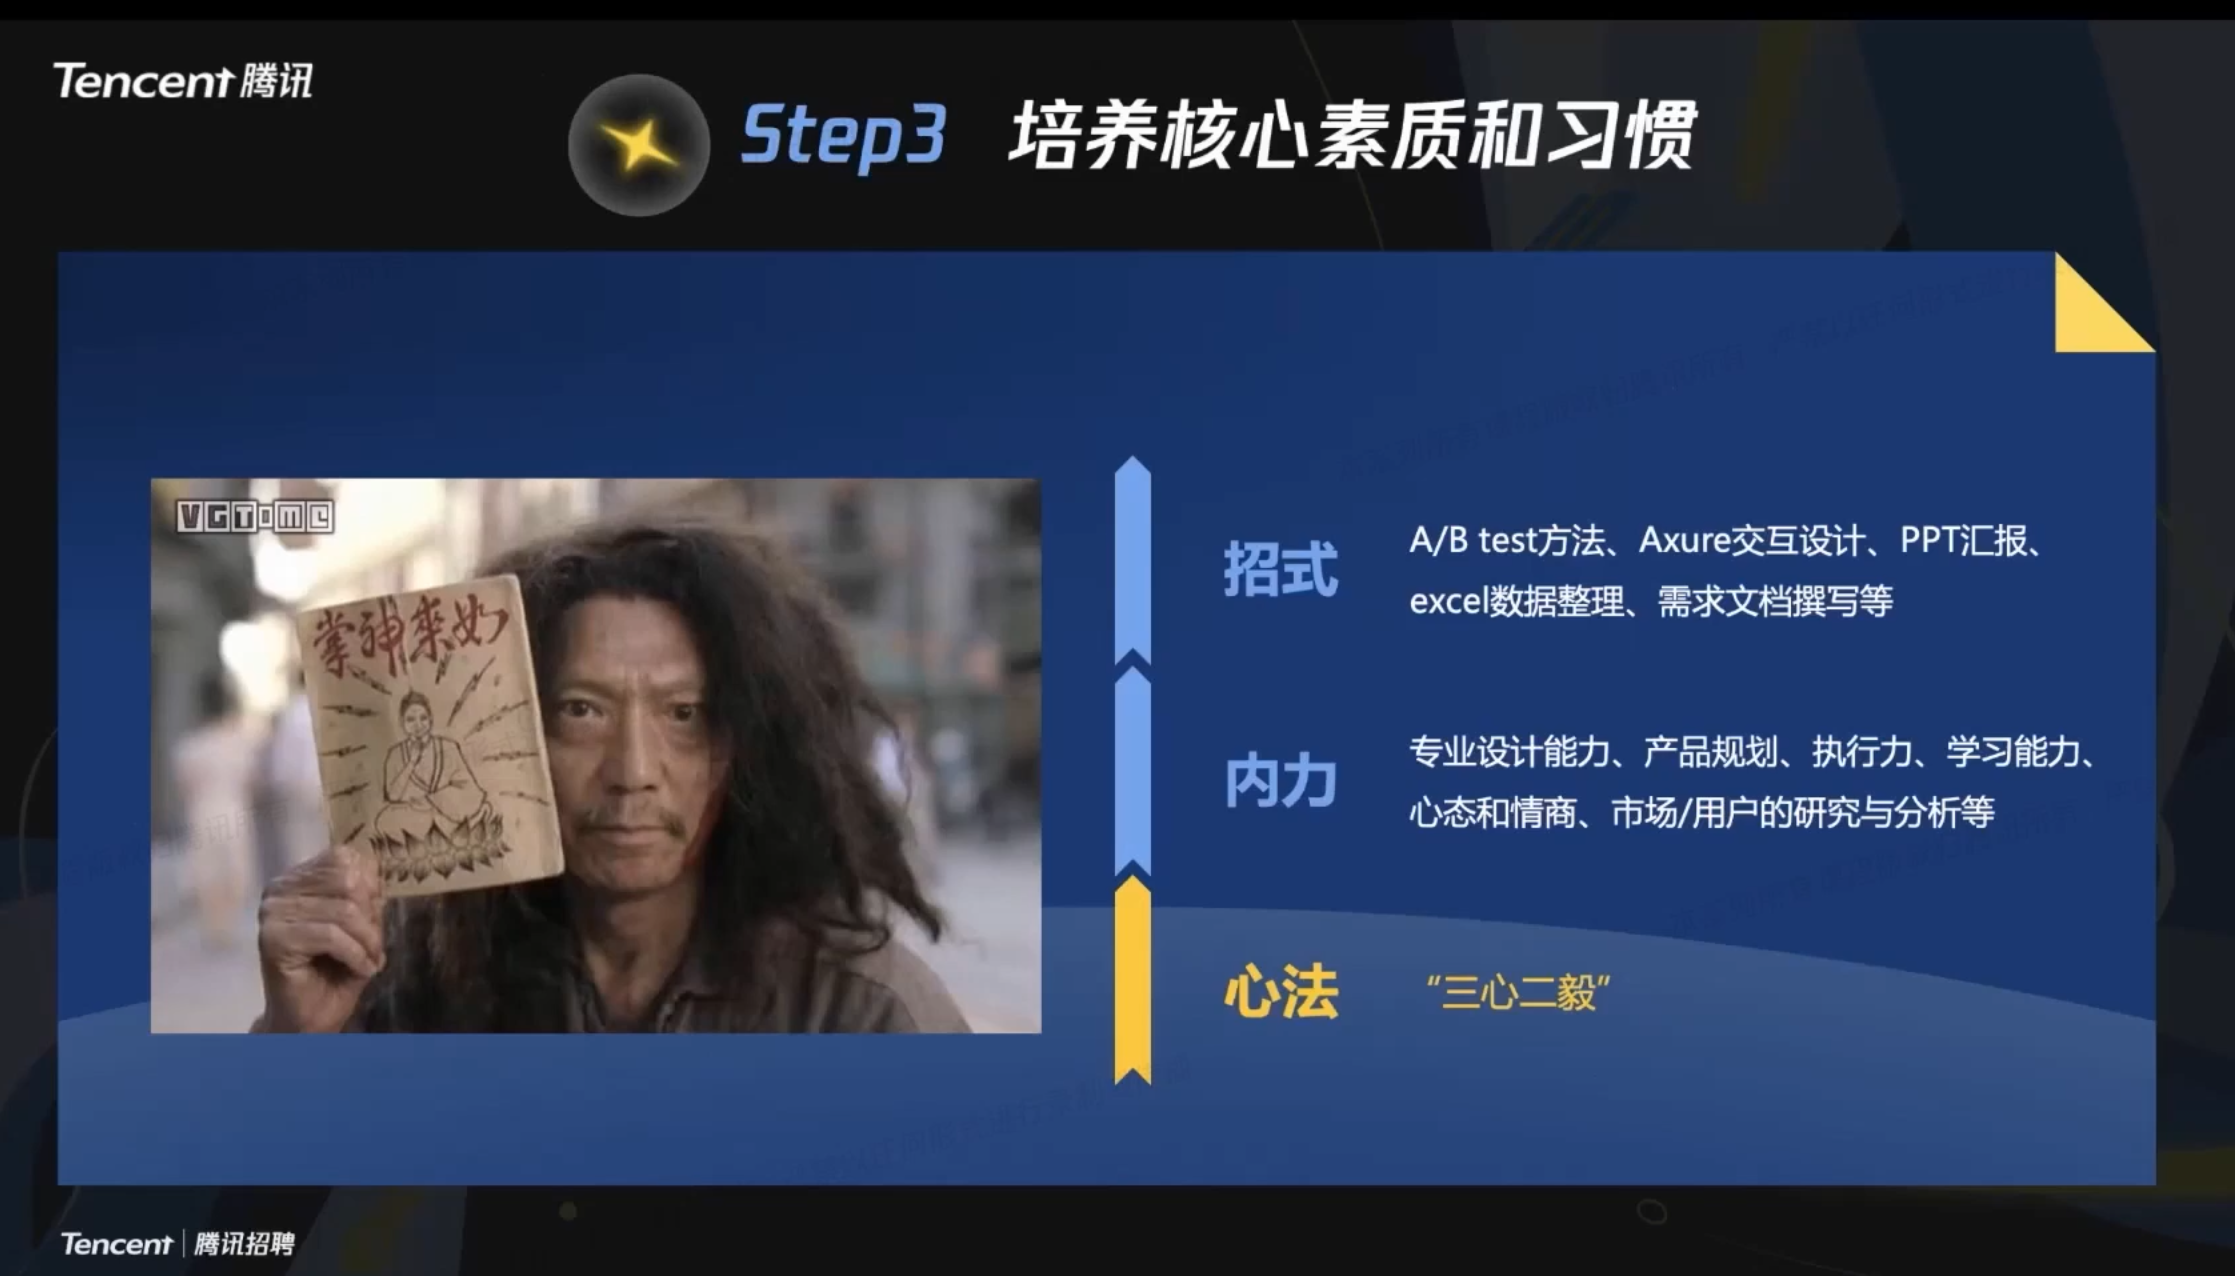 Tencent腾讯
Step3 培养核心素质和习惯
VGTIME
掌神來如
招式
A/B test方法、Axure交互设计、PPT汇报、
excel数据整理、需求文档撰写等
内力
专业设计能力、产品规划、执行力、学习能力、
心态和情商、市场/用户的研究与分析等
心法
“三心二毅”
Tencent | 腾讯招聘